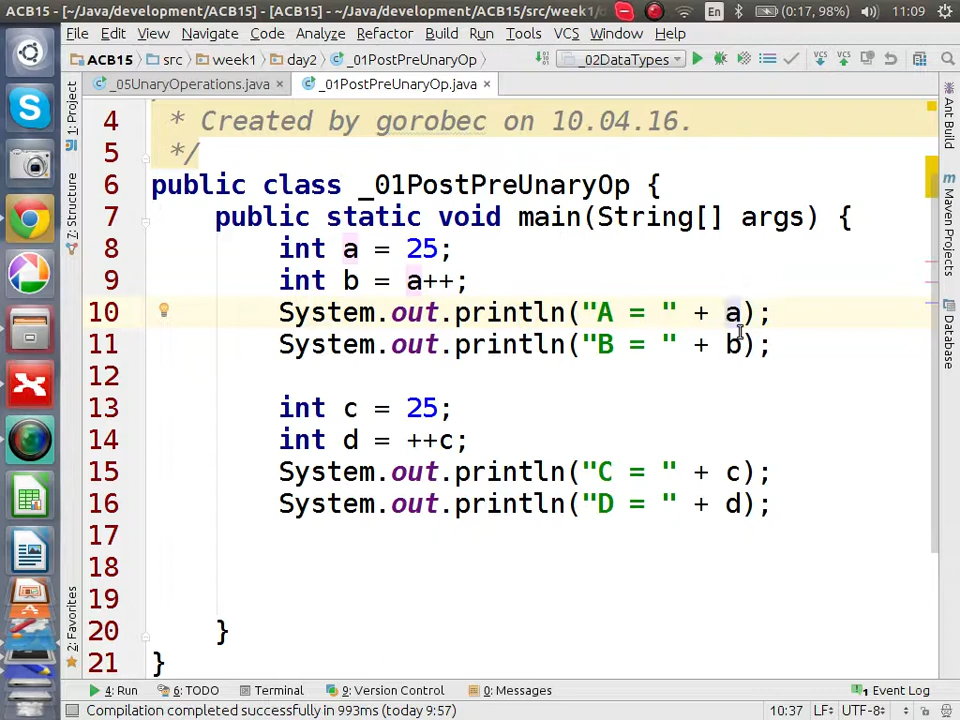 ACB15 - [~/Java/development/ACB15] - [ACB15] - ~/Java/development/ACB15/src/week1/
En
(0:17, 98%)
11:09
File Edit View Navigate Code Analyze Refactor Build Run Tools VCS Window Help
ACB15 src week1 day2 _01PostPreUnaryOp _02DataTypes VCS VCS
_05UnaryOperations.java _01PostPreUnaryOp.java
1: Project
7: Structure
2: Favorites
4 * Created by gorobec on 10.04.16.
5 */
6 public class _01PostPreUnaryOp {
7 public static void main(String[] args) {
8 int a = 25;
9 int b = a++;
10 System.out.println("A = " + a);
11 System.out.println("B = " + b);
12
13 int c = 25;
14 int d = ++c;
15 System.out.println("C = " + c);
16 System.out.println("D = " + d);
17
18
19
20 }
21 }
Ant Build
Maven Projects
Database
4: Run 6: TODO Terminal 9: Version Control 0: Messages 1 Event Log
Compilation completed successfully in 993ms (today 9:57) 10:37 LF UTF-8